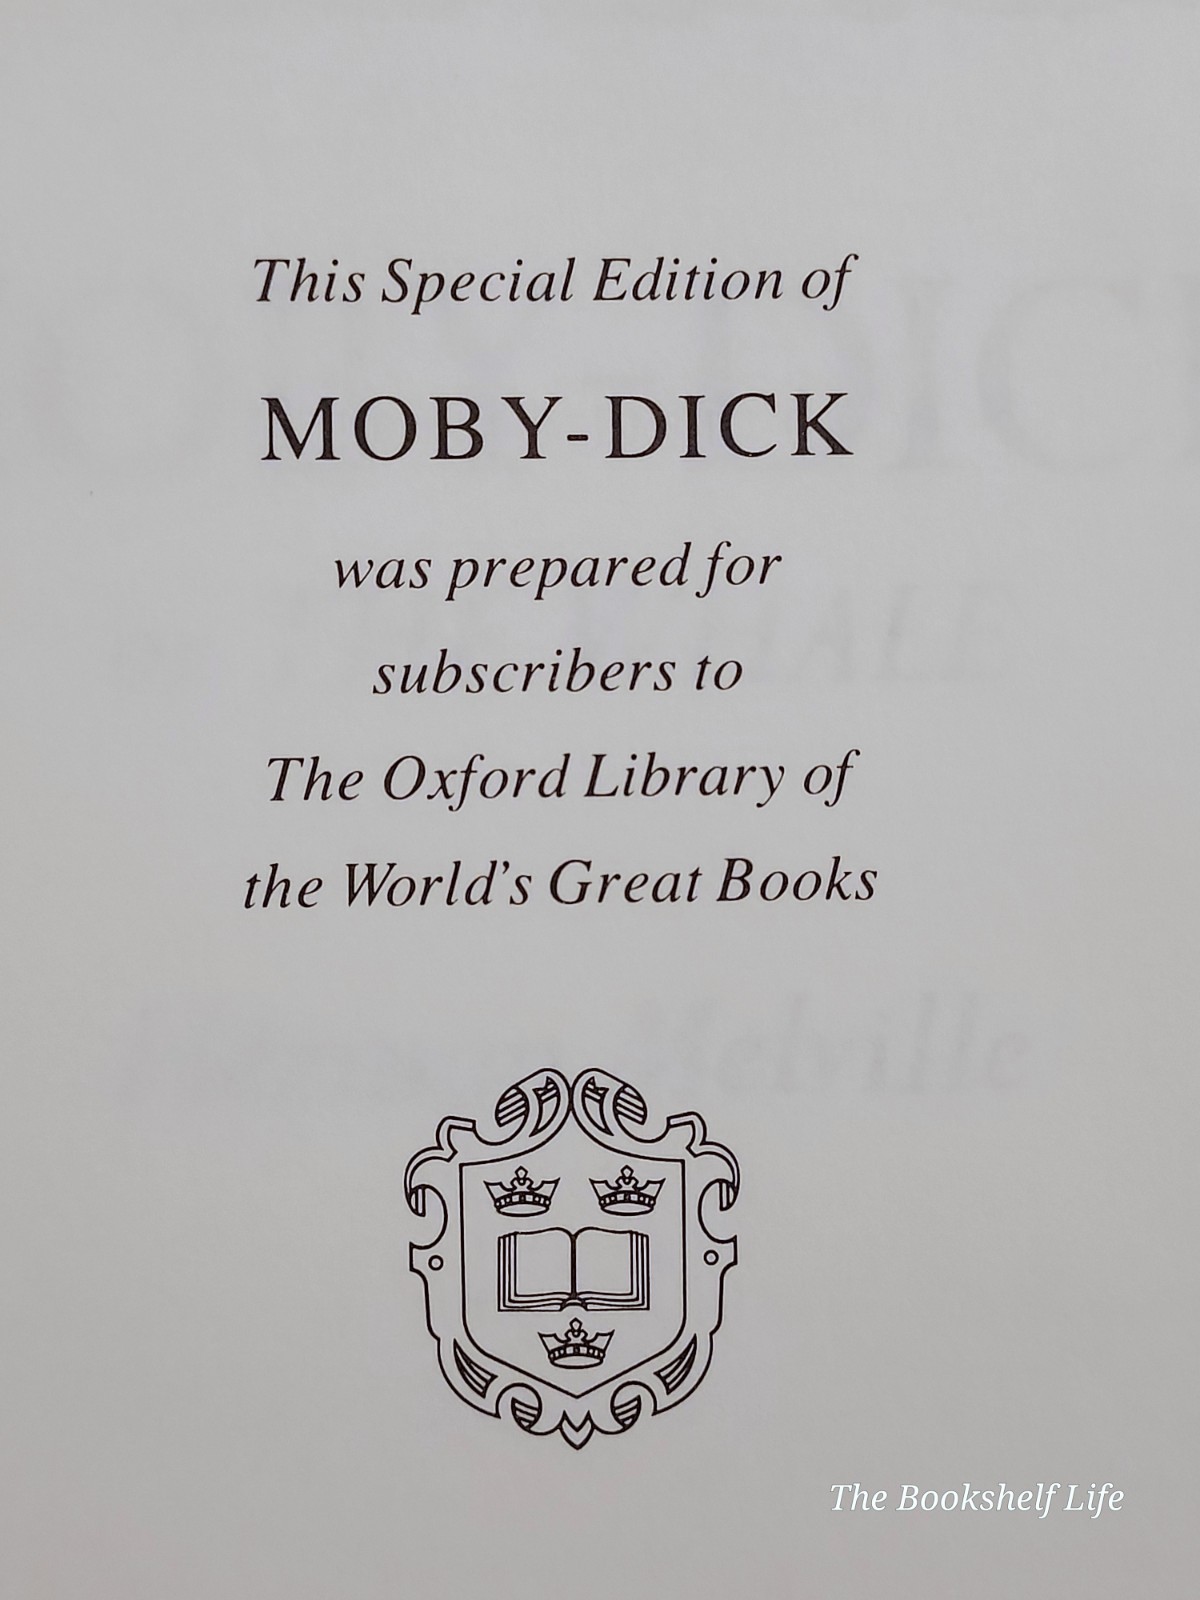 This Special Edition of
MOBY-DICK
was prepared for
subscribers to
The Oxford Library of
the World's Great Books
The Bookshelf Life